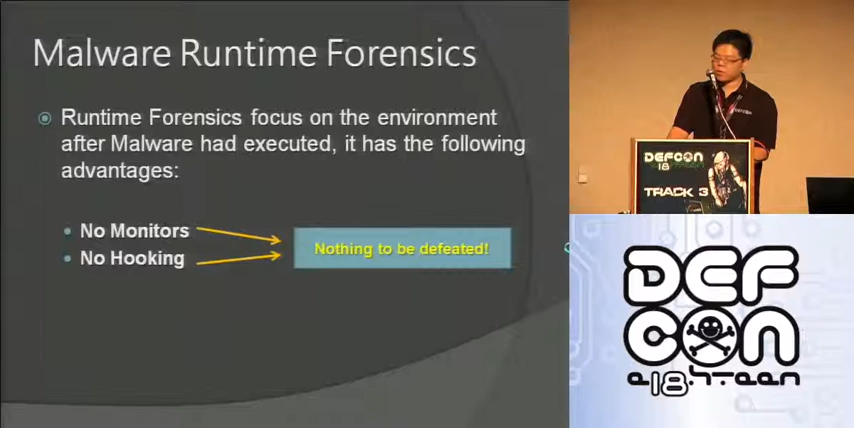 Malware Runtime Forensics
Runtime Forensics focus on the environment
after Malware had executed, it has the following
advantages:
No Monitors
No Hooking
Nothing to be defeated!
DEFCON
18
TRACK 3
DEF
CON
e18hteen